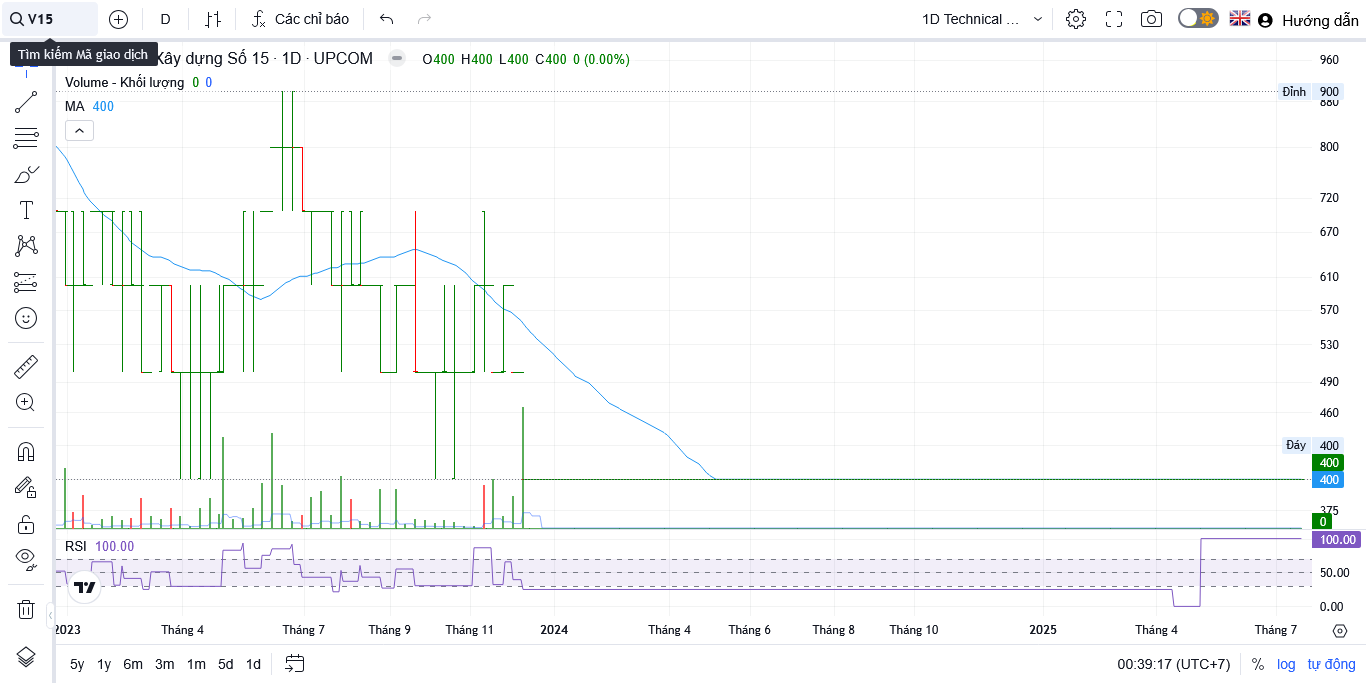 V15
D
Các chỉ báo
1D Technical ...
Hướng dẫn
Tìm kiếm Mã giao dịch
Xây dựng Số 15 · 1D · UPCOM
O400 H400 L400 C400 0 (0.00%)
Volume - Khối lượng 0 0
MA 400
960
Đỉnh 900
880
800
720
670
610
570
530
490
460
Đáy 400
400
400
375
0
RSI 100.00
100.00
50.00
0.00
2023 Tháng 4 Tháng 7 Tháng 9 Tháng 11 2024 Tháng 4 Tháng 6 Tháng 8 Tháng 10 2025 Tháng 4 Tháng 7
5y 1y 6m 3m 1m 5d 1d
00:39:17 (UTC+7) % log tự động